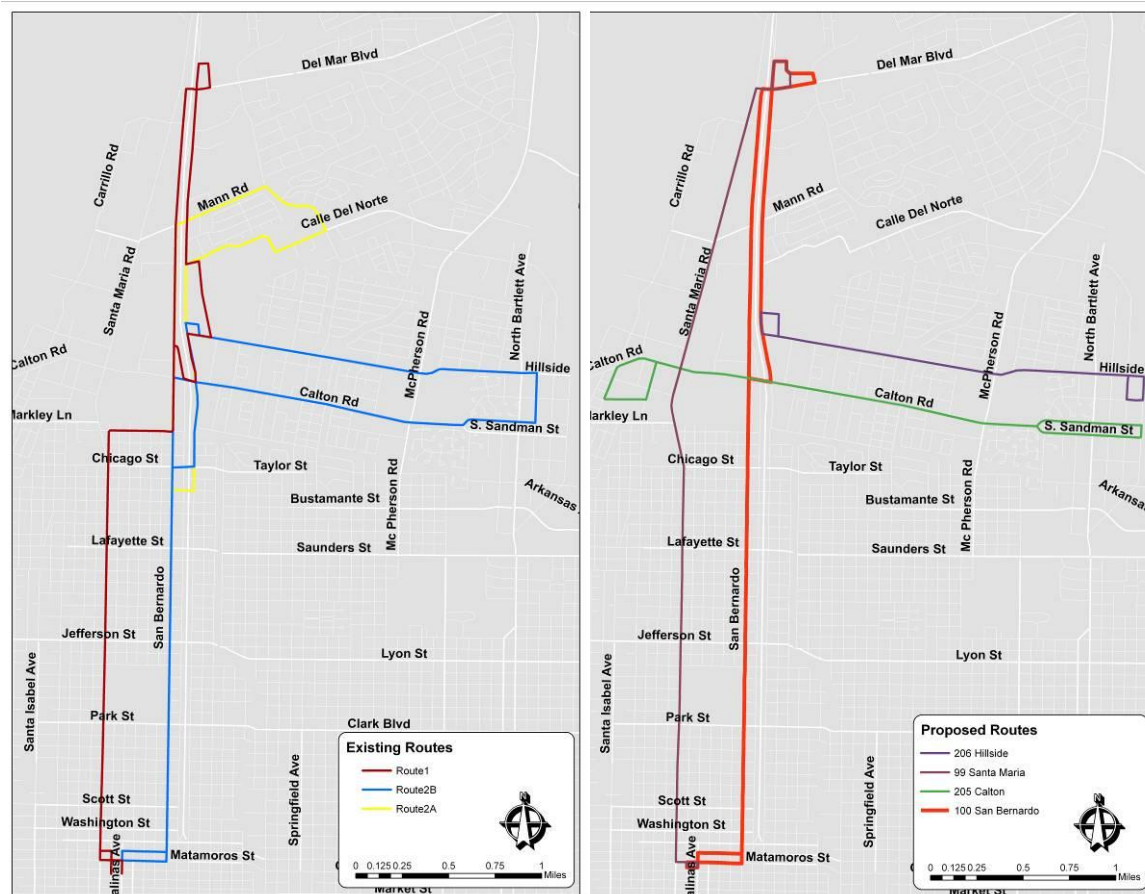 Del Mar Blvd
Carrillo Rd
Mann Rd
Calle Del Norte
Santa Maria Rd
North Bartlett Ave
McPherson Rd
Calton Rd
Hillside
Calton Rd
Markley Ln
S. Sandman St
Chicago St
Taylor St
Bustamante St
Arkansas
Mc Pherson Rd
Lafayette St
Saunders St
San Bernardo
Jefferson St
Lyon St
Santa Isabel Ave
Park St
Clark Blvd
Springfield Ave
Scott St
Washington St
Matamoros St
alinas Ave
Market St
Existing Routes
Route1
Route2B
Route2A
0 0.125 0.25 0.5 0.75 1
Miles
Del Mar Blvd
Carrillo Rd
Mann Rd
Calle Del Norte
Santa Maria Rd
North Bartlett Ave
McPherson Rd
Calton Rd
Hillside
Calton Rd
Markley Ln
S. Sandman St
Chicago St
Taylor St
Bustamante St
Arkansas
Mc Pherson Rd
Lafayette St
Saunders St
San Bernardo
Jefferson St
Lyon St
Santa Isabel Ave
Park St
Scott St
Washington St
Matamoros St
alinas Ave
Springfield Ave
Market St
Proposed Routes
206 Hillside
99 Santa Maria
205 Calton
100 San Bernardo
0 0.125 0.25 0.5 0.75 1
Miles